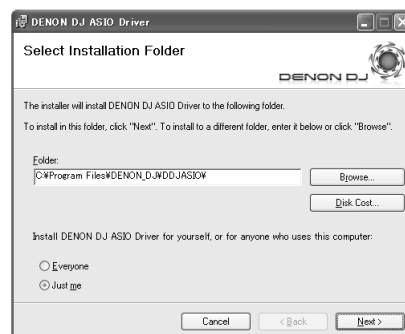 DENON DJ ASIO Driver
Select Installation Folder
DENON DJ
The installer will install DENON DJ ASIO Driver to the following folder.
To install in this folder, click "Next". To install to a different folder, enter it below or click "Browse".
Folder:
C:¥Program Files¥DENON_DJ¥DDJASIO¥
Browse...
Disk Cost...
Install DENON DJ ASIO Driver for yourself, or for anyone who uses this computer:
Everyone
Just me
Cancel
< Back
Next >